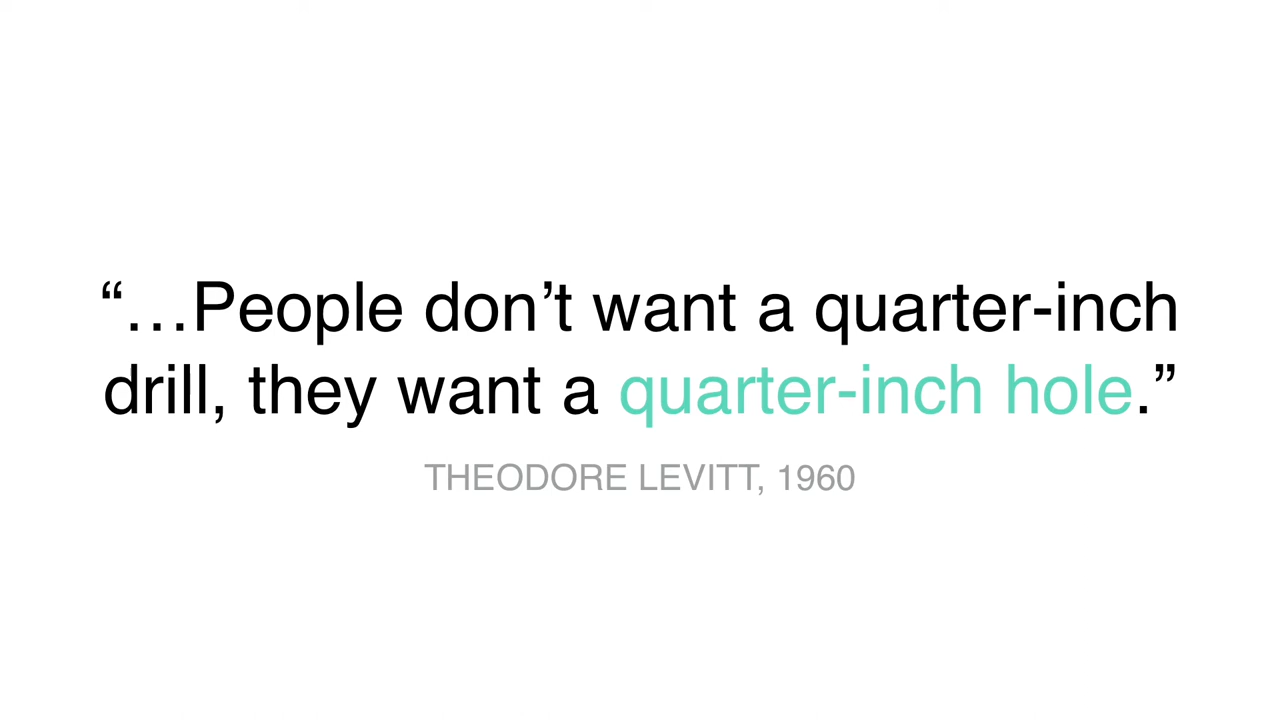 “…People don’t want a quarter-inch
drill, they want a quarter-inch hole.”
THEODORE LEVITT, 1960